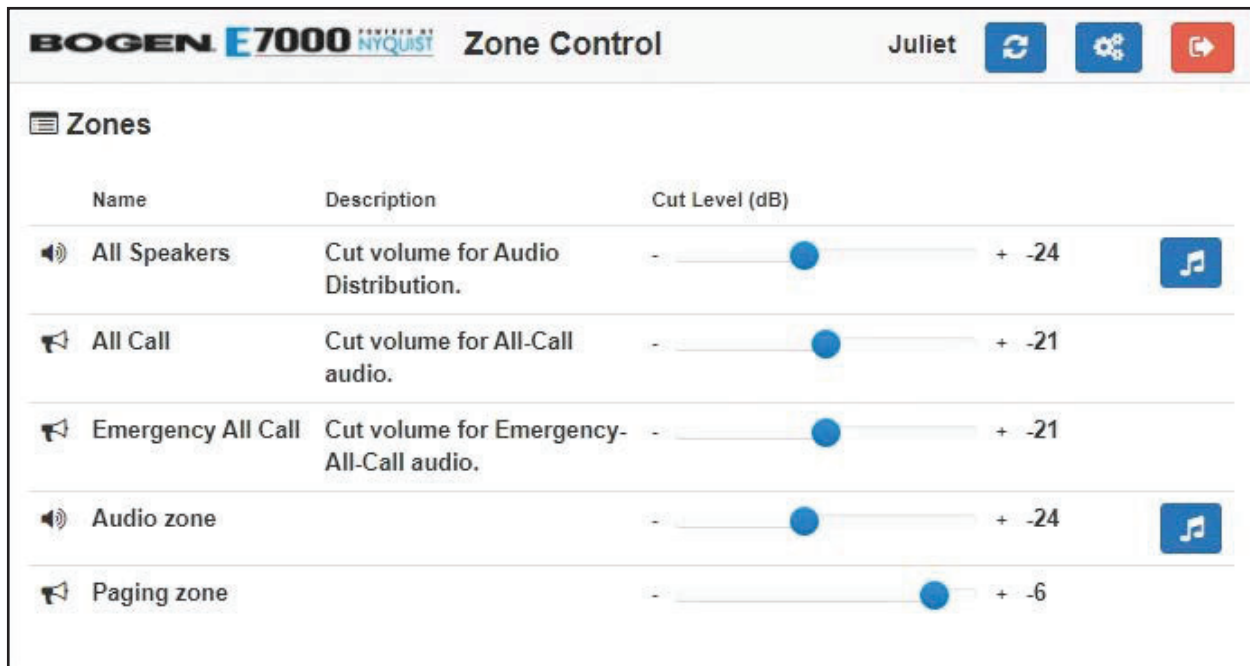 BOGEN E7000 POWERED BY NYQUIST Zone Control Juliet
Zones
Name Description Cut Level (dB)
All Speakers Cut volume for Audio - + -24
Distribution.
All Call Cut volume for All-Call - + -21
audio.
Emergency All Call Cut volume for Emergency- - + -21
All-Call audio.
Audio zone - + -24
Paging zone - + -6